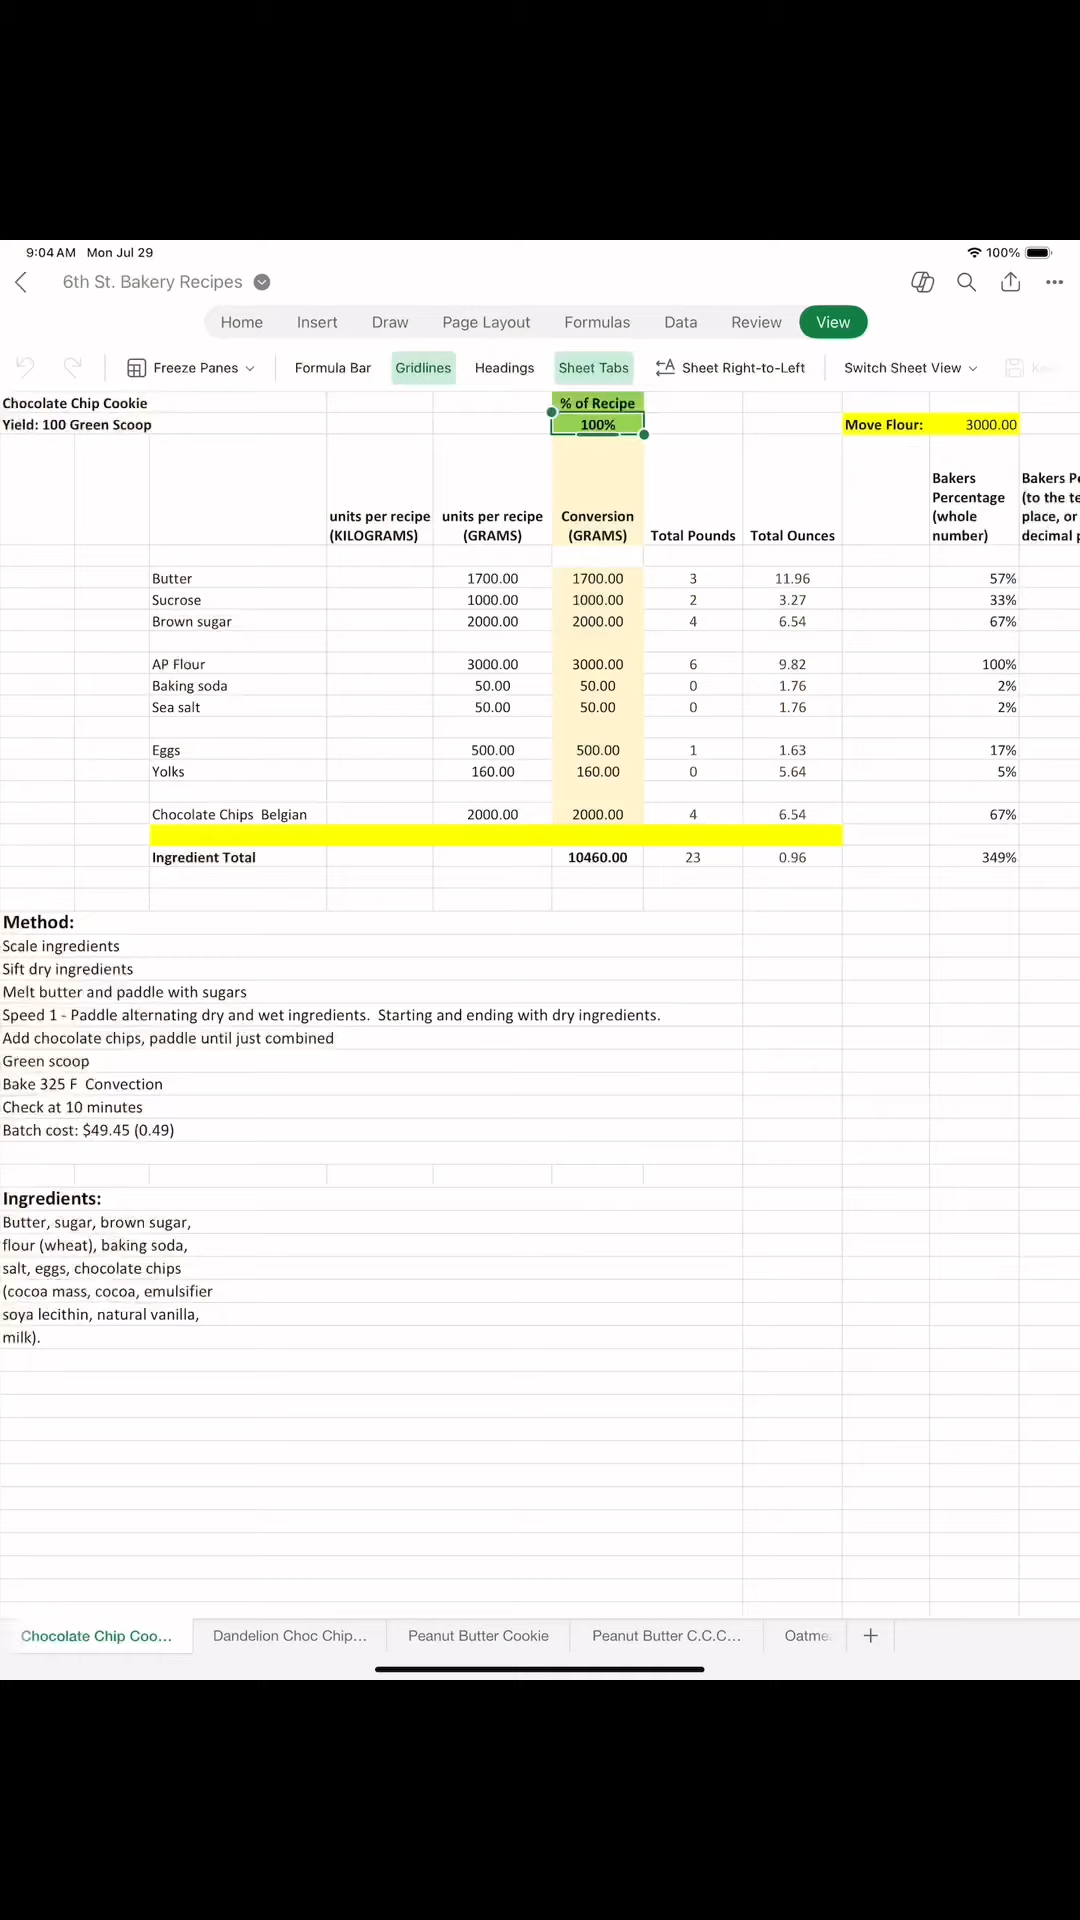 9:04 AM Mon Jul 29 100%
6th St. Bakery Recipes
Home Insert Draw Page Layout Formulas Data Review View
Freeze Panes Formula Bar Gridlines Headings Sheet Tabs Sheet Right-to-Left Switch Sheet View
Chocolate Chip Cookie % of Recipe
Yield: 100 Green Scoop 100% Move Flour: 3000.00
units per recipe (KILOGRAMS) units per recipe (GRAMS) Conversion (GRAMS) Total Pounds Total Ounces Bakers Percentage (whole number) Bakers (to the place, or decimal
Butter 1700.00 1700.00 3 11.96 57%
Sucrose 1000.00 1000.00 2 3.27 33%
Brown sugar 2000.00 2000.00 4 6.54 67%
AP Flour 3000.00 3000.00 6 9.82 100%
Baking soda 50.00 50.00 0 1.76 2%
Sea salt 50.00 50.00 0 1.76 2%
Eggs 500.00 500.00 1 1.63 17%
Yolks 160.00 160.00 0 5.64 5%
Chocolate Chips Belgian 2000.00 2000.00 4 6.54 67%
Ingredient Total 10460.00 23 0.96 349%
Method:
Scale ingredients
Sift dry ingredients
Melt butter and paddle with sugars
Speed 1 - Paddle alternating dry and wet ingredients. Starting and ending with dry ingredients.
Add chocolate chips, paddle until just combined
Green scoop
Bake 325 F Convection
Check at 10 minutes
Batch cost: $49.45 (0.49)
Ingredients:
Butter, sugar, brown sugar,
flour (wheat), baking soda,
salt, eggs, chocolate chips
(cocoa mass, cocoa, emulsifier
soya lecithin, natural vanilla,
milk).
Chocolate Chip Coo... Dandelion Choc Chip... Peanut Butter Cookie Peanut Butter C.C.C... Oatme